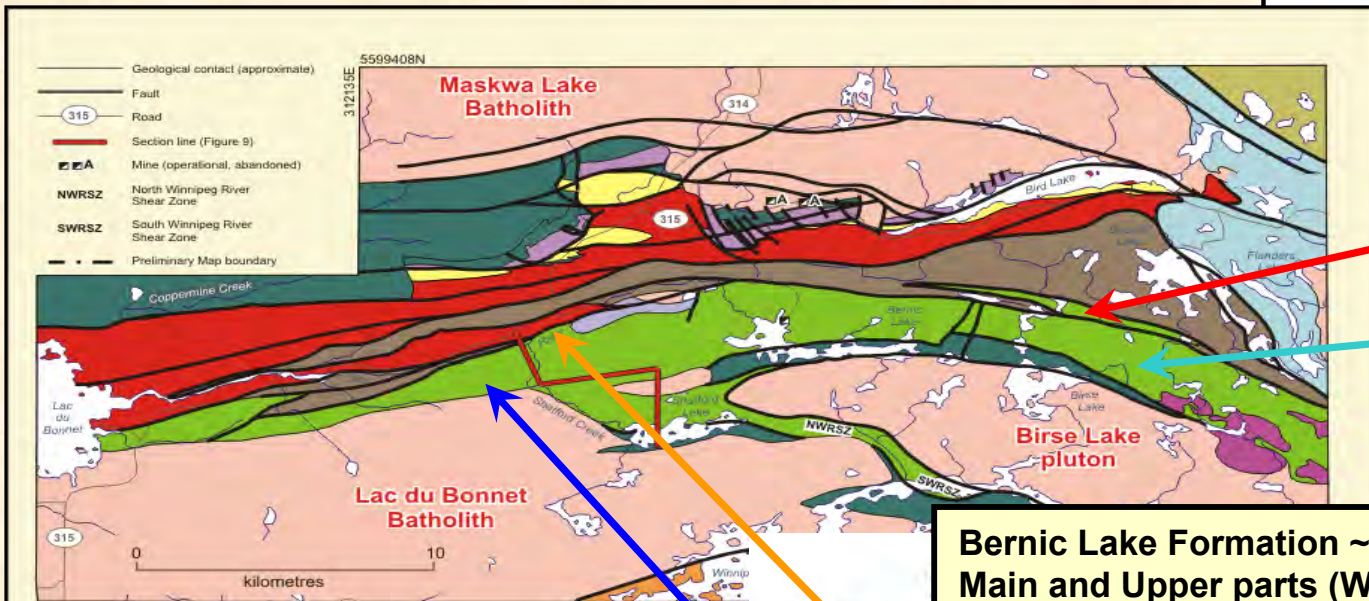 Geological contact (approximate)
Fault
315
Road
Section line (Figure 9)
A
Mine (operational, abandoned)
NWRSZ
North Winnipeg River
Shear Zone
SWRSZ
South Winnipeg River
Shear Zone
Preliminary Map boundary
5599408N
312135E
Maskwa Lake
Batholith
314
315
A
A
Bird Lake
Flanders
Coppermine Creek
Bernic
Lake
Lac
du
Bonnet
Shatford Creek
Shatford
Lake
Birse
Lake
NWRSZ
SWRSZ
Birse Lake
pluton
Lac du Bonnet
Batholith
315
0
10
kilometres
Winnip
Bernic Lake Formation ~
Main and Upper parts (W